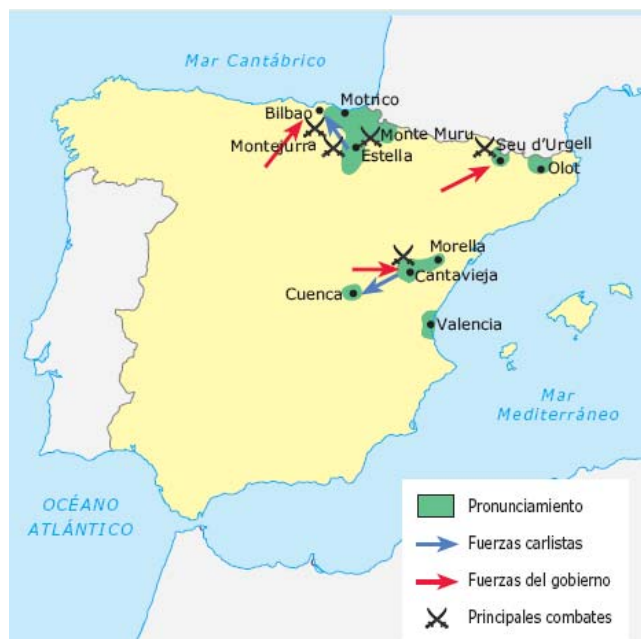 Mar Cantábrico
Bilbao
Motrico
Monte Muru
Montejurra
Estella
Seu d'Urgell
Olot
Morella
Cantavieja
Cuenca
Valencia
Mar
Mediterráneo
OCÉANO
ATLÁNTICO
Pronunciamiento
Fuerzas carlistas
Fuerzas del gobierno
Principales combates